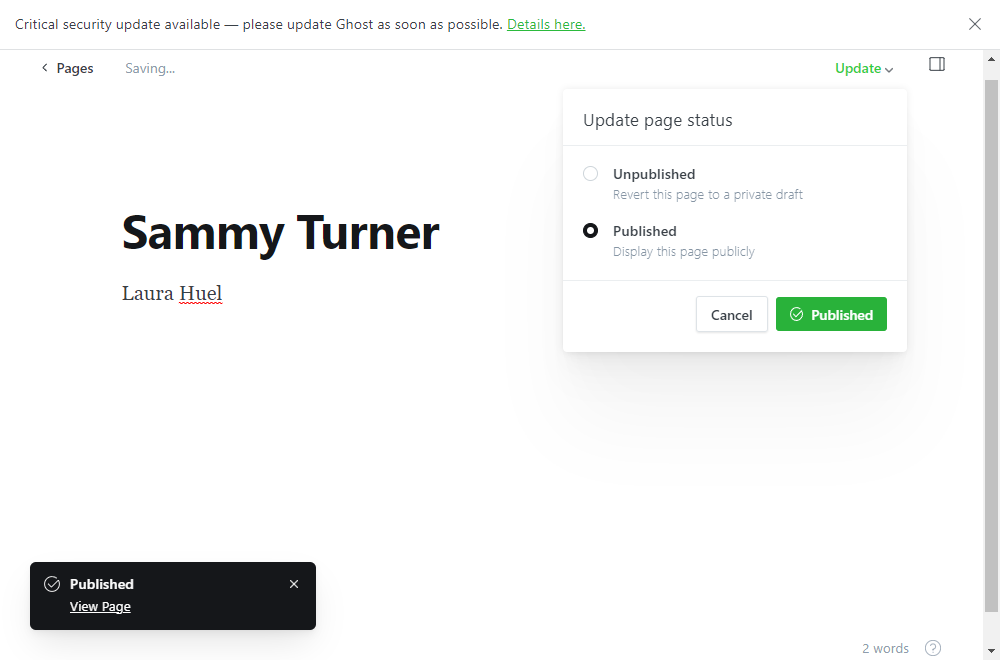 Critical security update available — please update Ghost as soon as possible. Details here.
Pages
Saving...
Update
Update page status
Unpublished
Revert this page to a private draft
Published
Display this page publicly
Cancel
Published
Sammy Turner
Laura Huel
Published
View Page
2 words
?